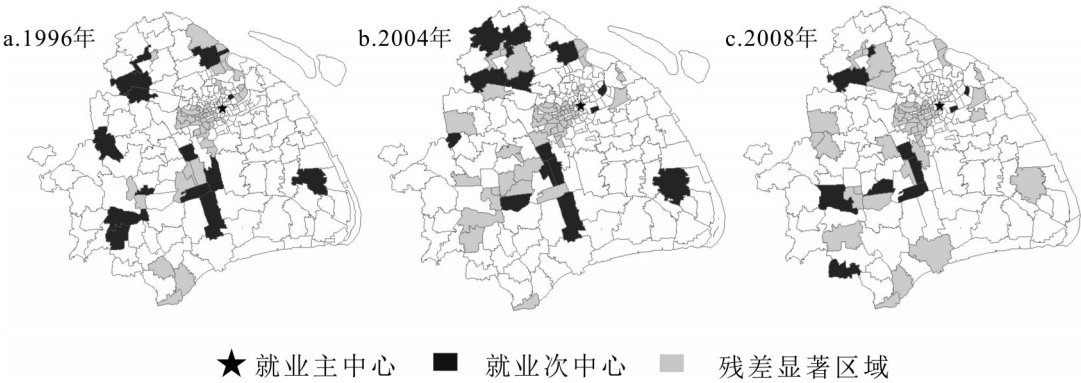 a.1996年
b.2004年
c.2008年
★就业主中心 ■ 就业次中心 ■ 残差显著区域